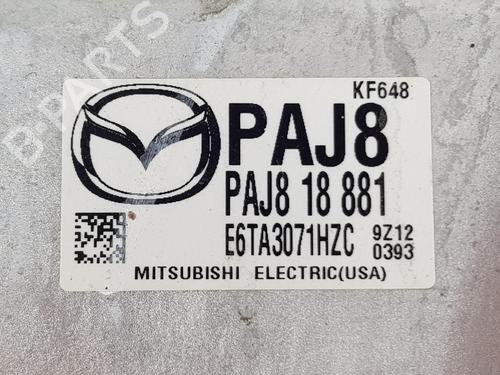 B-PARTS
KF648
PAJ8
PAJ8 18 881
E6TA3071HZC
9Z12
0393
MITSUBISHI ELECTRIC(USA)